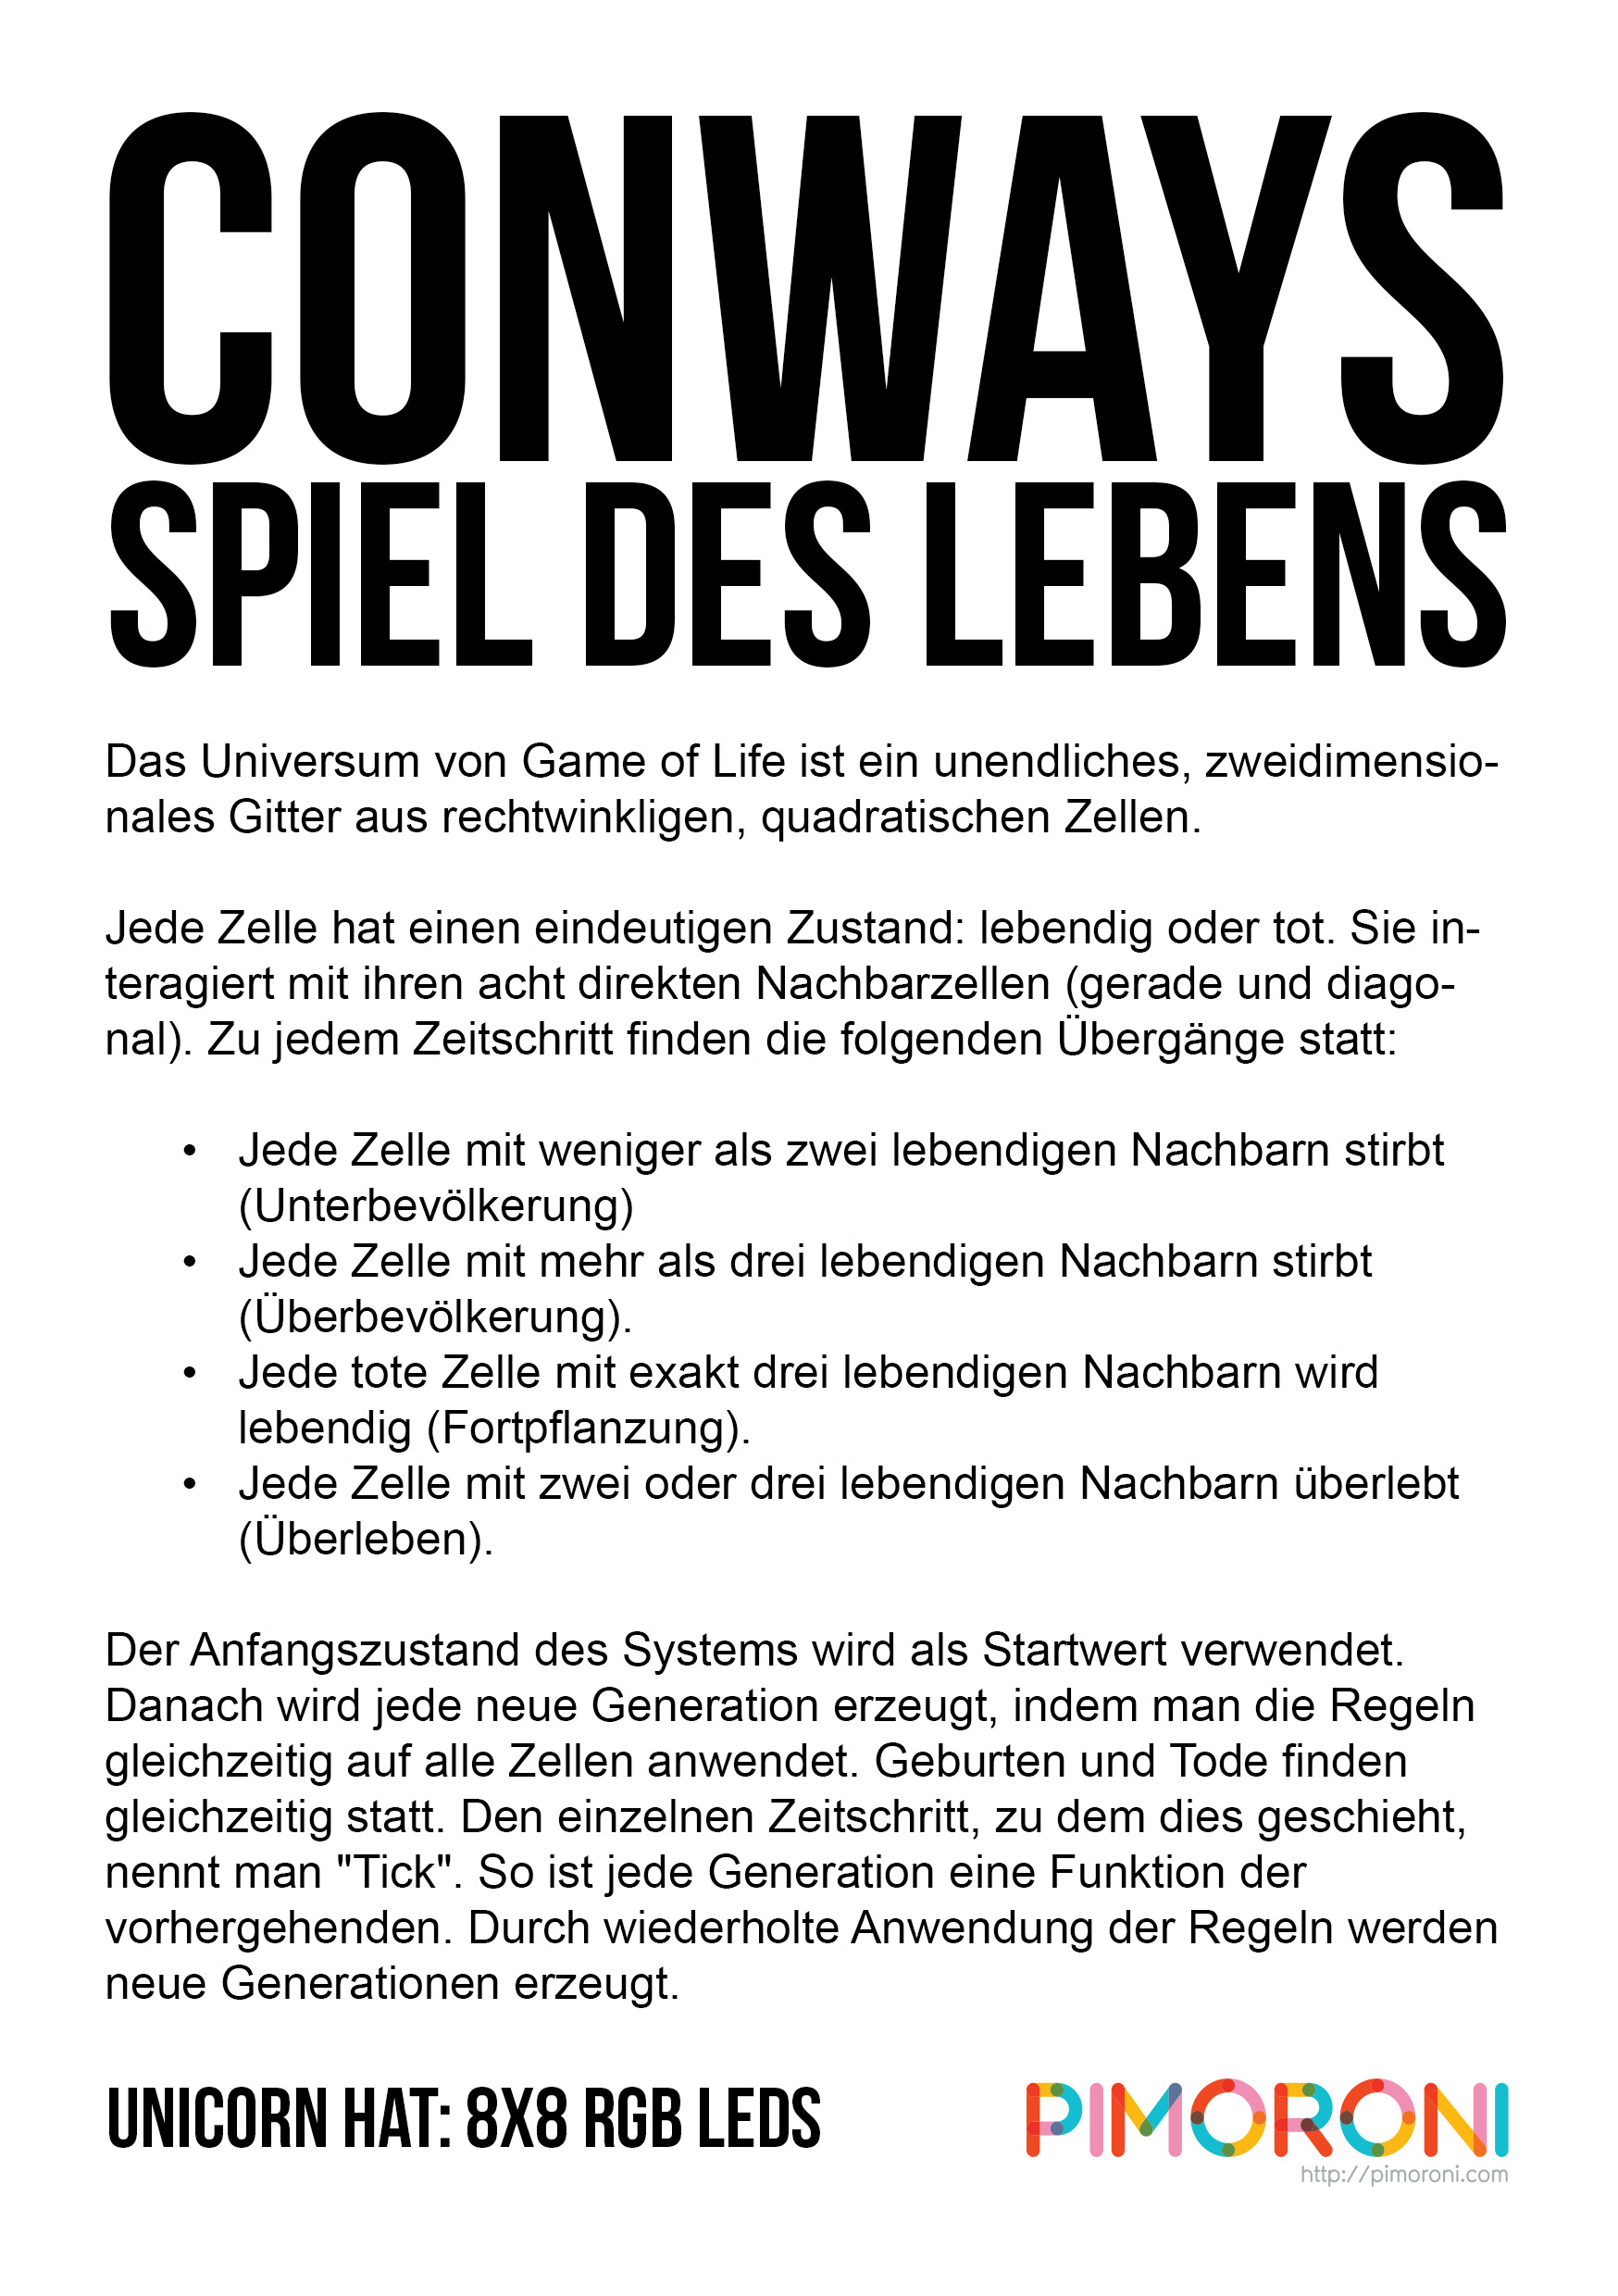 CONWAYS
SPIEL DES LEBENS
Das Universum von Game of Life ist ein unendliches, zweidimensio-
nales Gitter aus rechtwinkligen, quadratischen Zellen.
Jede Zelle hat einen eindeutigen Zustand: lebendig oder tot. Sie in-
teragiert mit ihren acht direkten Nachbarzellen (gerade und diago-
nal). Zu jedem Zeitschritt finden die folgenden Übergänge statt:
• Jede Zelle mit weniger als zwei lebendigen Nachbarn stirbt
(Unterbevölkerung)
• Jede Zelle mit mehr als drei lebendigen Nachbarn stirbt
(Überbevölkerung).
• Jede tote Zelle mit exakt drei lebendigen Nachbarn wird
lebendig (Fortpflanzung).
• Jede Zelle mit zwei oder drei lebendigen Nachbarn überlebt
(Überleben).
Der Anfangszustand des Systems wird als Startwert verwendet.
Danach wird jede neue Generation erzeugt, indem man die Regeln
gleichzeitig auf alle Zellen anwendet. Geburten und Tode finden
gleichzeitig statt. Den einzelnen Zeitschritt, zu dem dies geschieht,
nennt man "Tick". So ist jede Generation eine Funktion der
vorhergehenden. Durch wiederholte Anwendung der Regeln werden
neue Generationen erzeugt.
UNICORN HAT: 8X8 RGB LEDS
PIMORONI
http://pimoroni.com